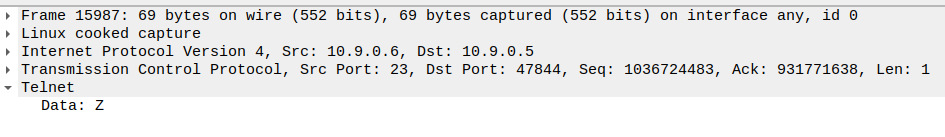 Frame 15987: 69 bytes on wire (552 bits), 69 bytes captured (552 bits) on interface any, id 0
Linux cooked capture
Internet Protocol Version 4, Src: 10.9.0.6, Dst: 10.9.0.5
Transmission Control Protocol, Src Port: 23, Dst Port: 47844, Seq: 1036724483, Ack: 931771638, Len: 1
Telnet
Data: Z